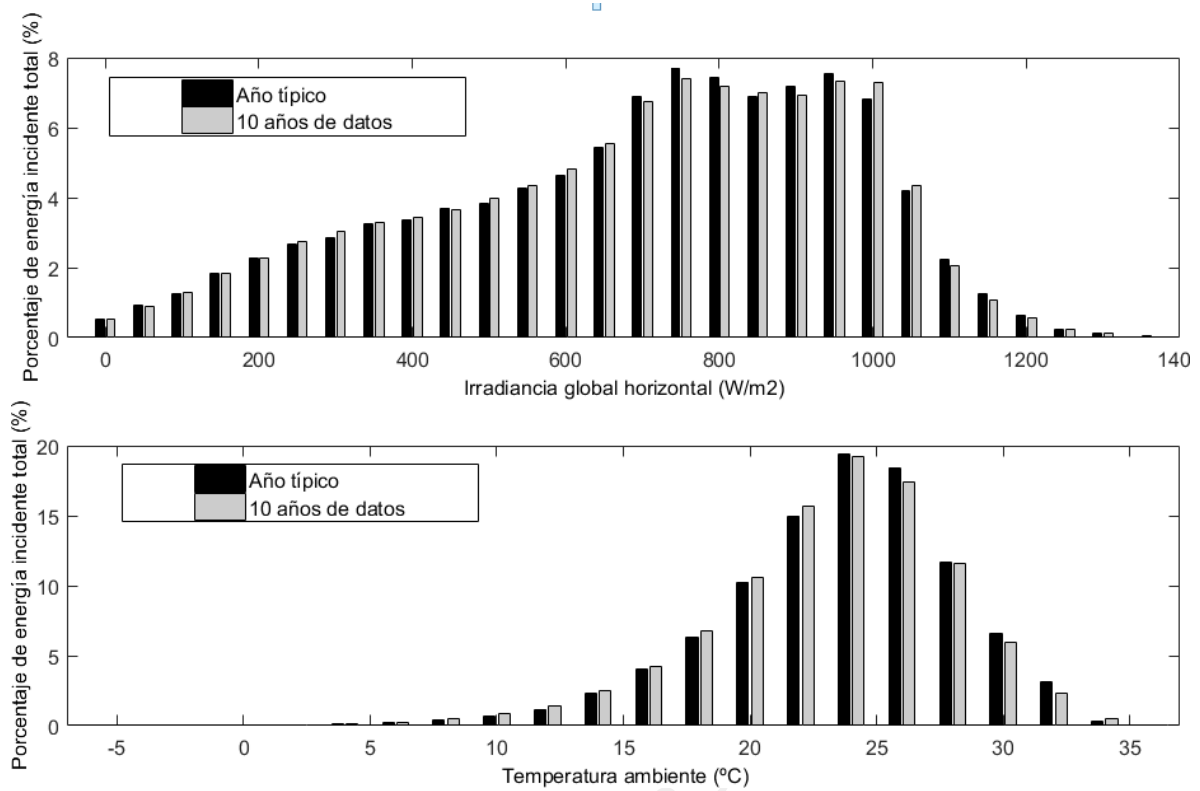 Porcentaje de energía incidente total (%)
8
6
4
2
0
Año típico
10 años de datos
0 200 400 600 800 1000 1200 140
Irradiancia global horizontal (W/m2)
Porcentaje de energía incidente total (%)
20
15
10
5
0
Año típico
10 años de datos
-5 0 5 10 15 20 25 30 35
Temperatura ambiente (ºC)